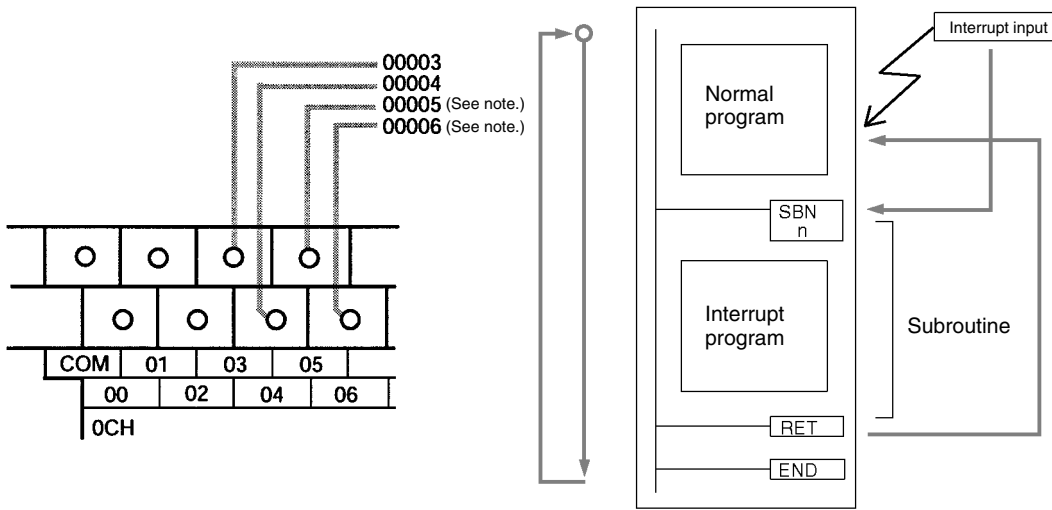 00003
00004
00005 (See note.)
00006 (See note.)
COM 01 03 05
00 02 04 06
0CH
Interrupt input
Normal
program
SBN
n
Interrupt
program
Subroutine
RET
END